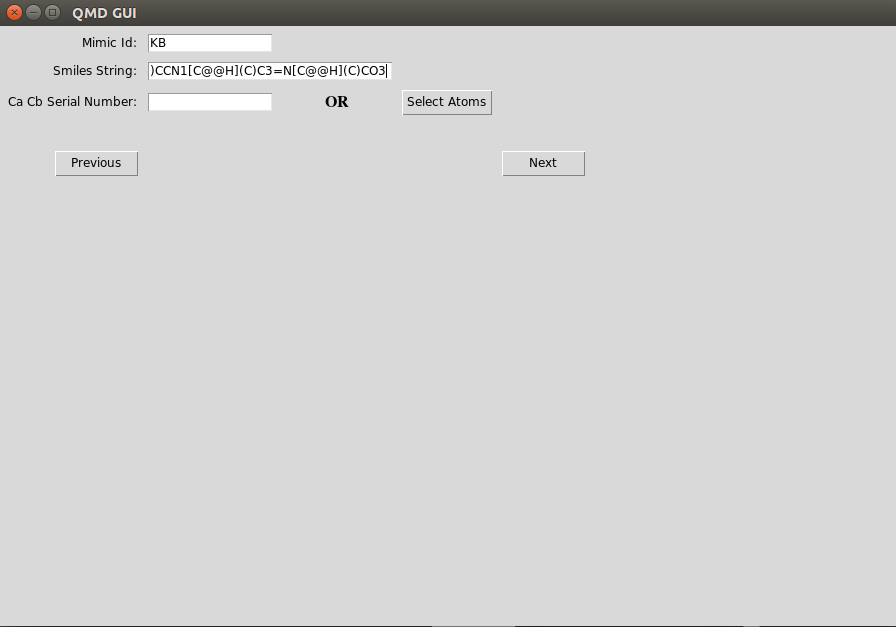 QMD GUI
Mimic Id: KB
Smiles String: )CCN1[C@@H](C)C3=N[C@@H](C)CO3
Ca Cb Serial Number: OR Select Atoms
Previous Next